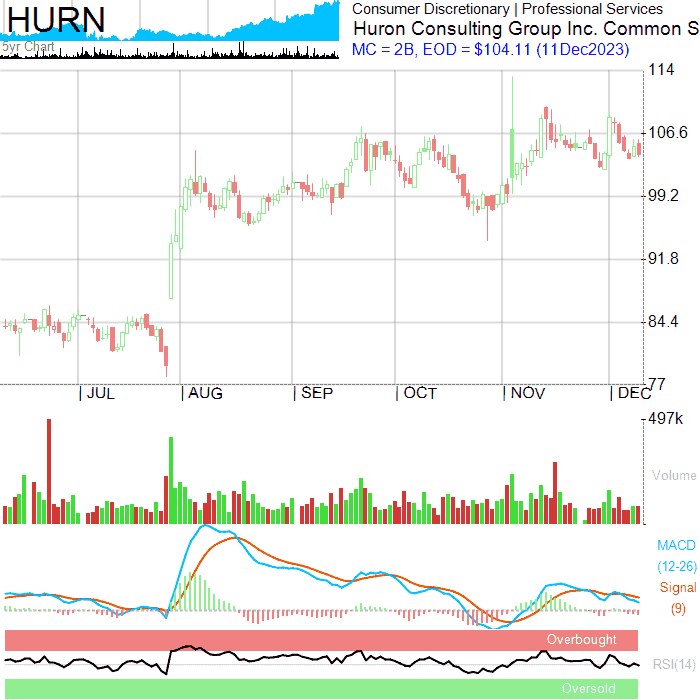 HURN
5yr Chart
Consumer Discretionary | Professional Services
Huron Consulting Group Inc. Common S
MC = 2B, EOD = $104.11 (11Dec2023)
114
106.6
99.2
91.8
84.4
77
JUL AUG SEP OCT NOV DEC
497k
Volume
MACD
(12-26)
Signal
(9)
Overbought
RSI(14)
Oversold